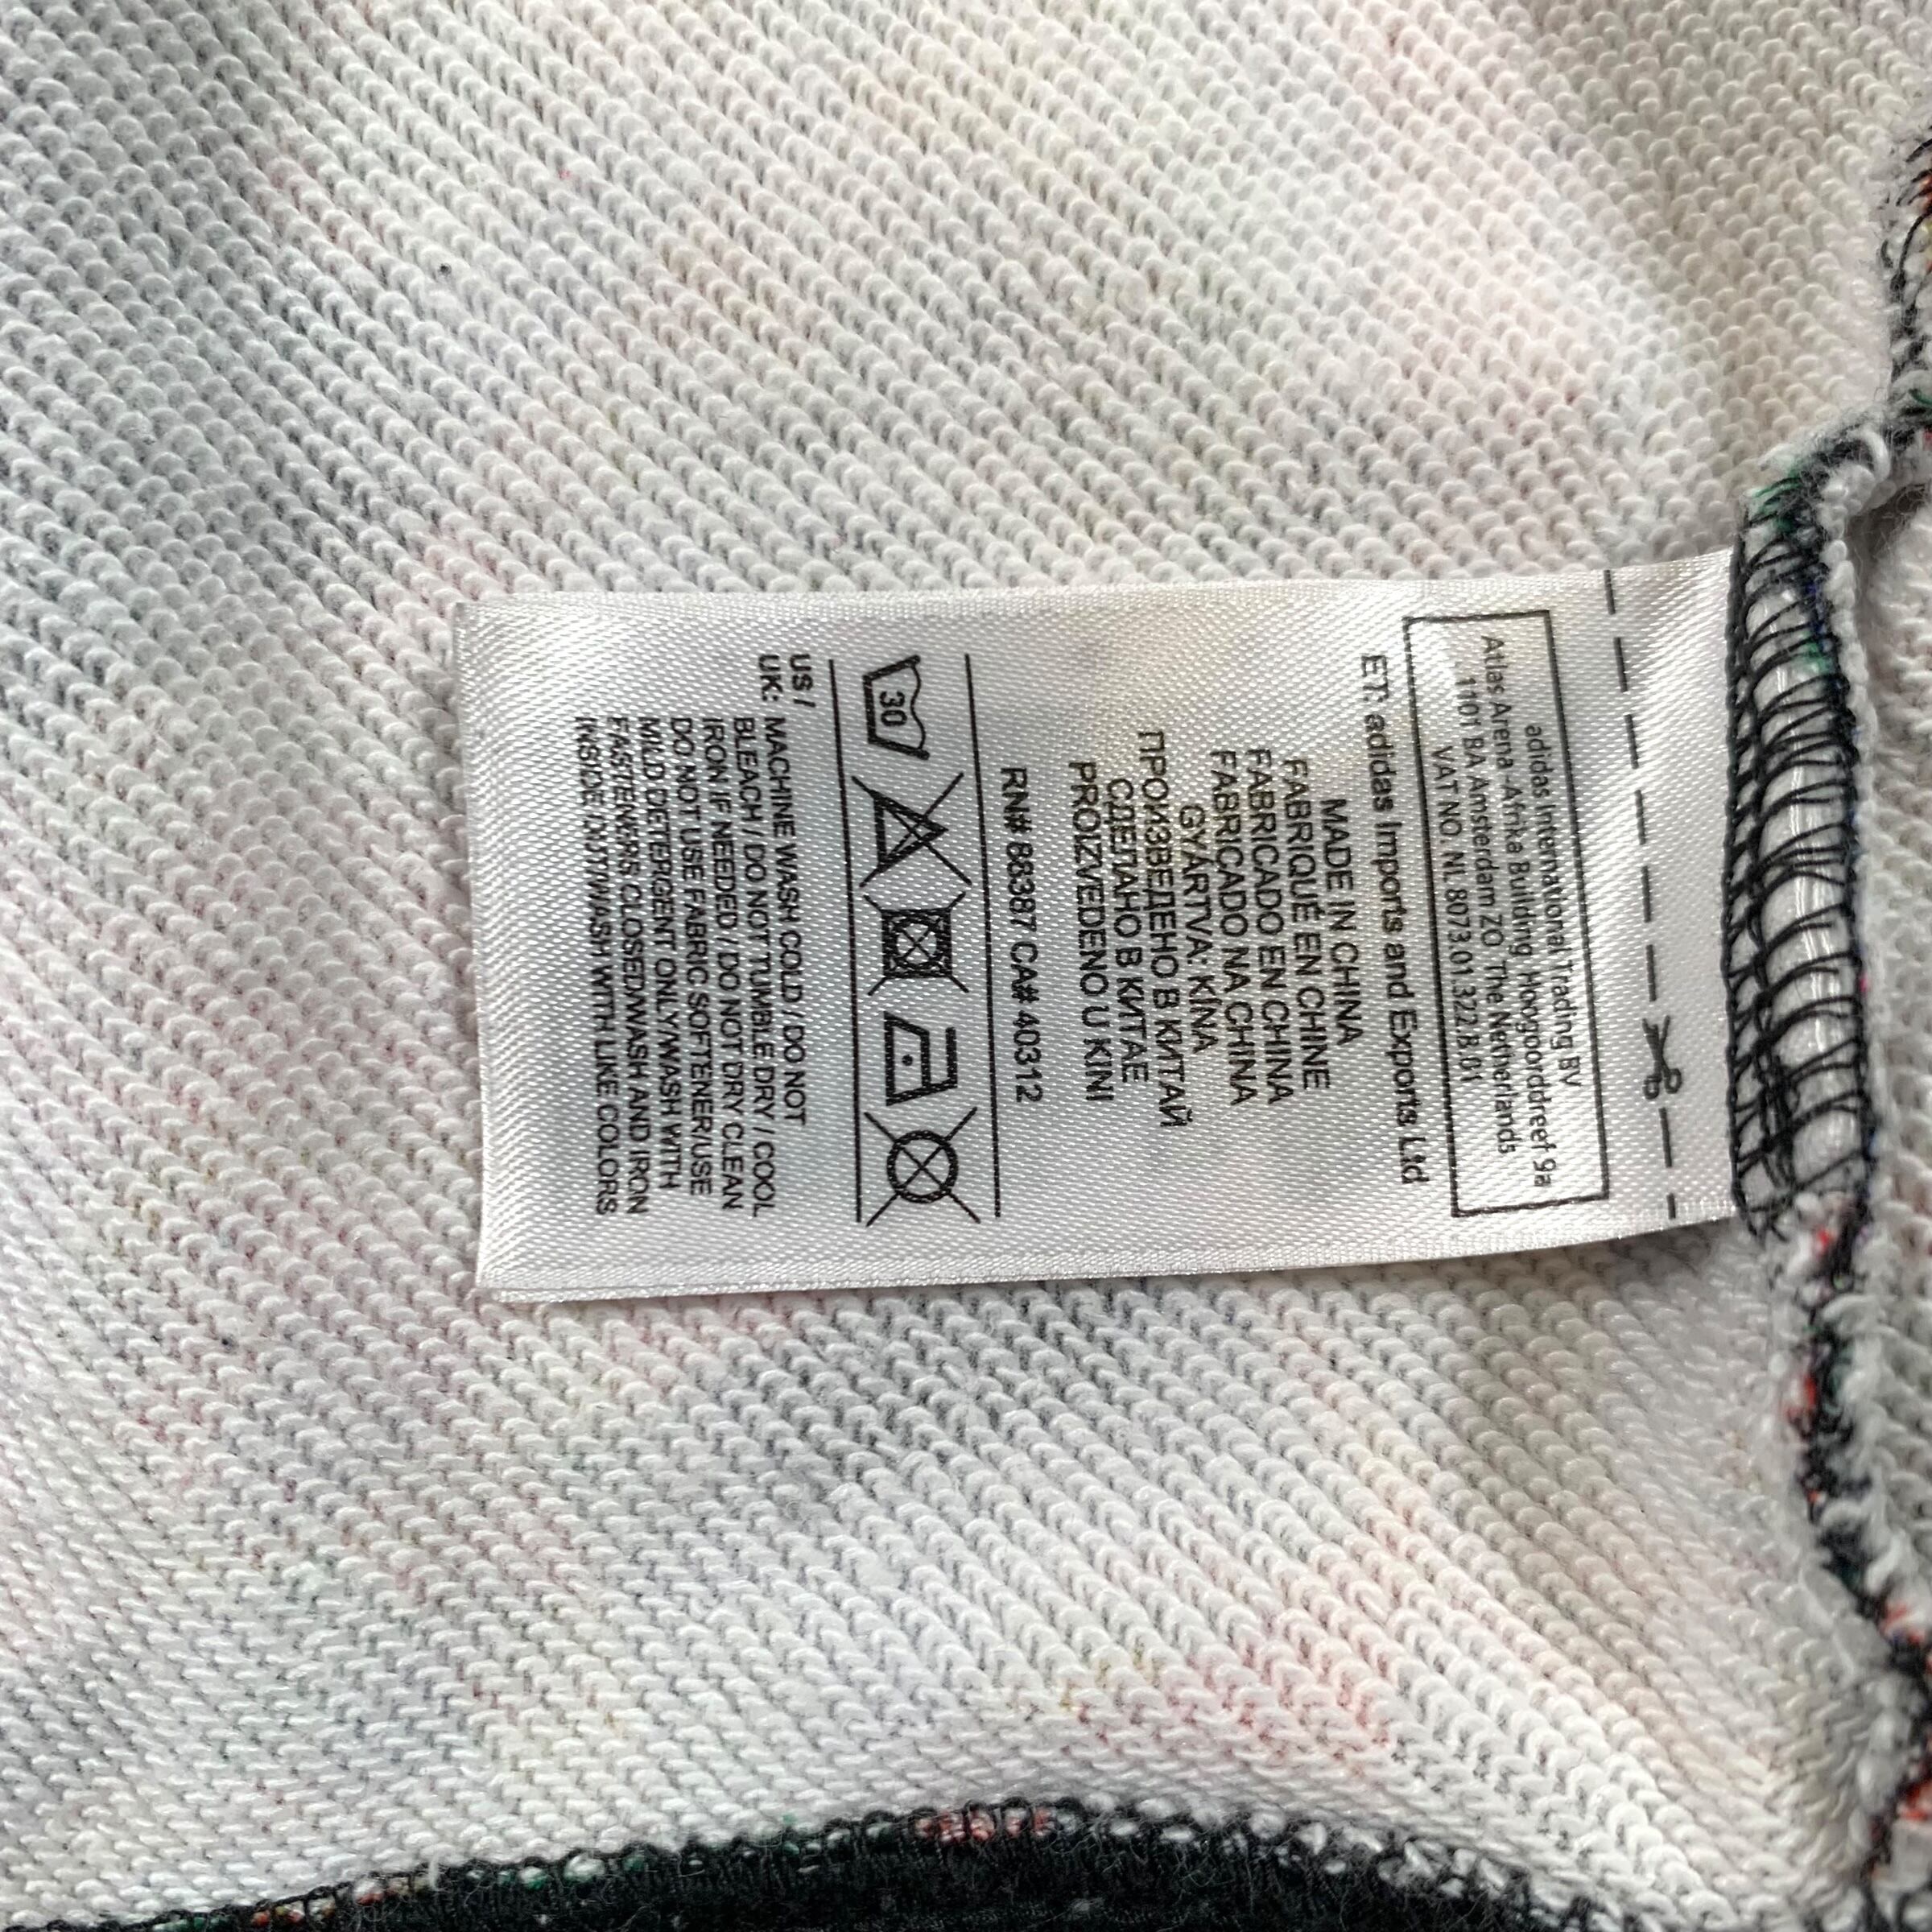 adidas International Trading BV
Atlas Arena-Afrika Building, Hoogoorddreef 9a
1101 BA Amsterdam ZO, The Netherlands
VAT NO. NL 8073.01.322.B.01
ET: adidas Imports and Exports Ltd
MADE IN CHINA
FABRIQUÉ EN CHINE
FABRICADO EN CHINA
FABRICADO NA CHINA
GYÁRTVA: KÍNA
ПРОИЗВЕДЕНО В КИТАЙ
СДЕЛАНО В КИТАЕ
PROIZVEDENO U KINI
RN# 88387 CA# 40312
30
US /
UK: MACHINE WASH COLD / DO NOT
BLEACH / DO NOT TUMBLE DRY / COOL
IRON IF NEEDED / DO NOT DRY CLEAN
DO NOT USE FABRIC SOFTENER/USE
MILD DETERGENT ONLY/WASH WITH
FASTENERS CLOSED/WASH AND IRON
INSIDE OUT/WASH WITH LIKE COLORS